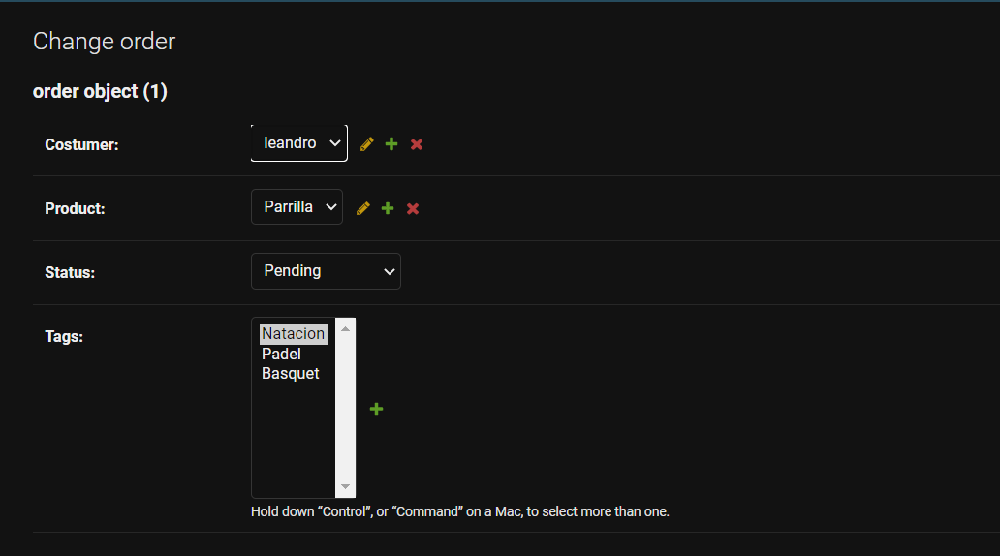 Change order
order object (1)
Costumer: leandro
Product: Parrilla
Status: Pending
Tags: Natacion
Padel
Basquet
Hold down “Control”, or “Command” on a Mac, to select more than one.